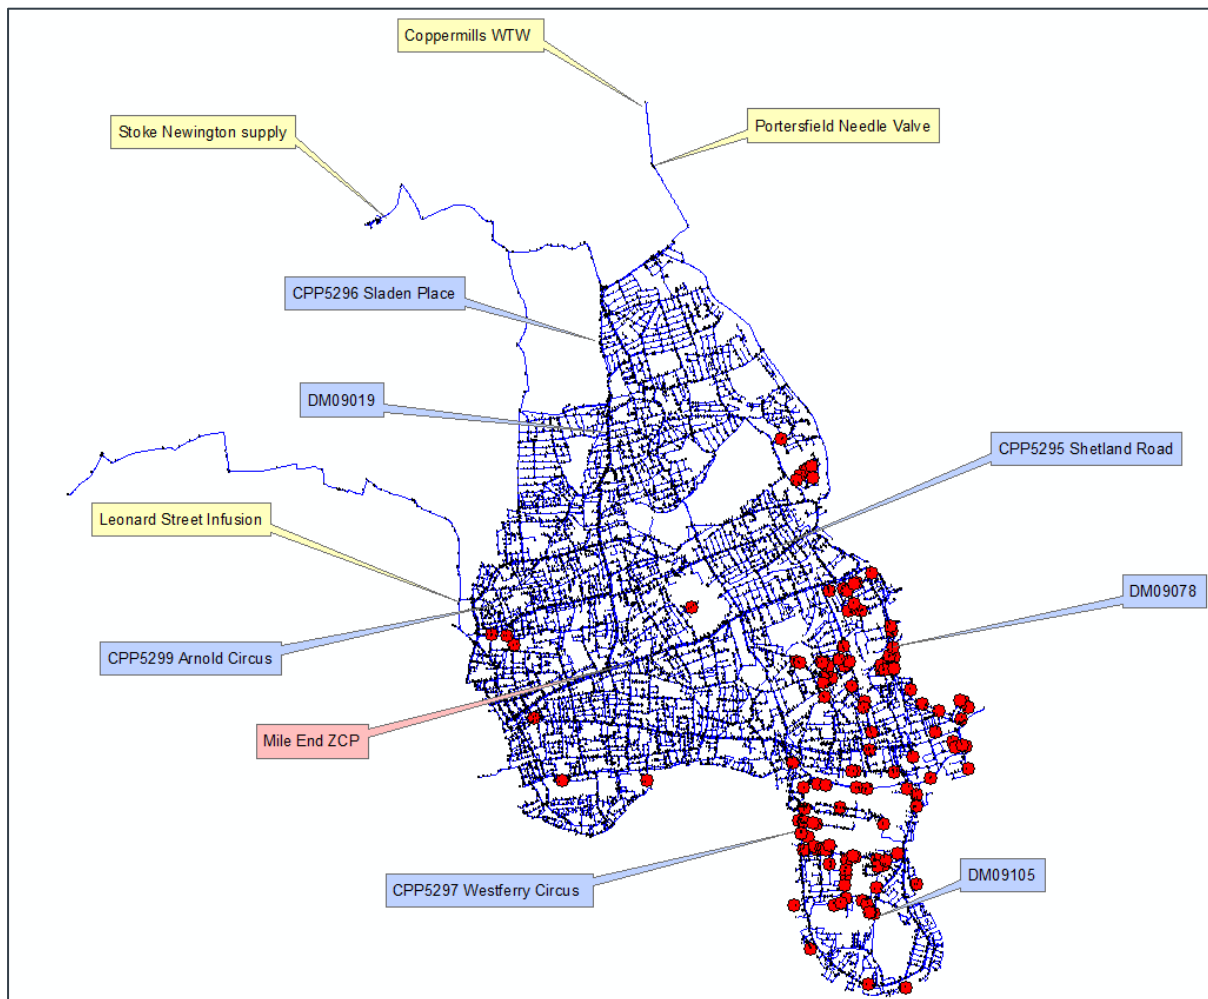 Coppermills WTW
Stoke Newington supply
Portersfield Needle Valve
CPP5296 Sladen Place
DM09019
CPP5295 Shetland Road
Leonard Street Infusion
DM09078
CPP5299 Arnold Circus
Mile End ZCP
CPP5297 Westferry Circus
DM09105